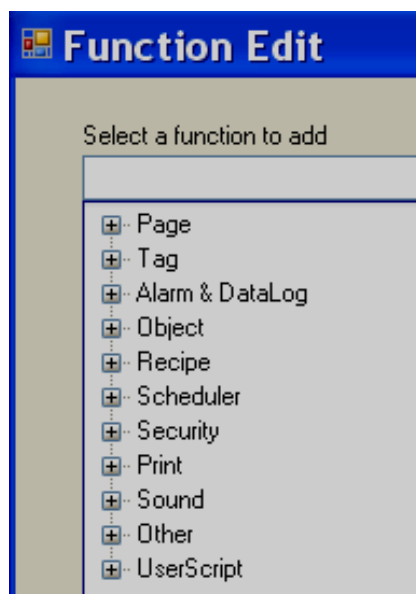 Function Edit
Select a function to add
Page
Tag
Alarm & DataLog
Object
Recipe
Scheduler
Security
Print
Sound
Other
UserScript